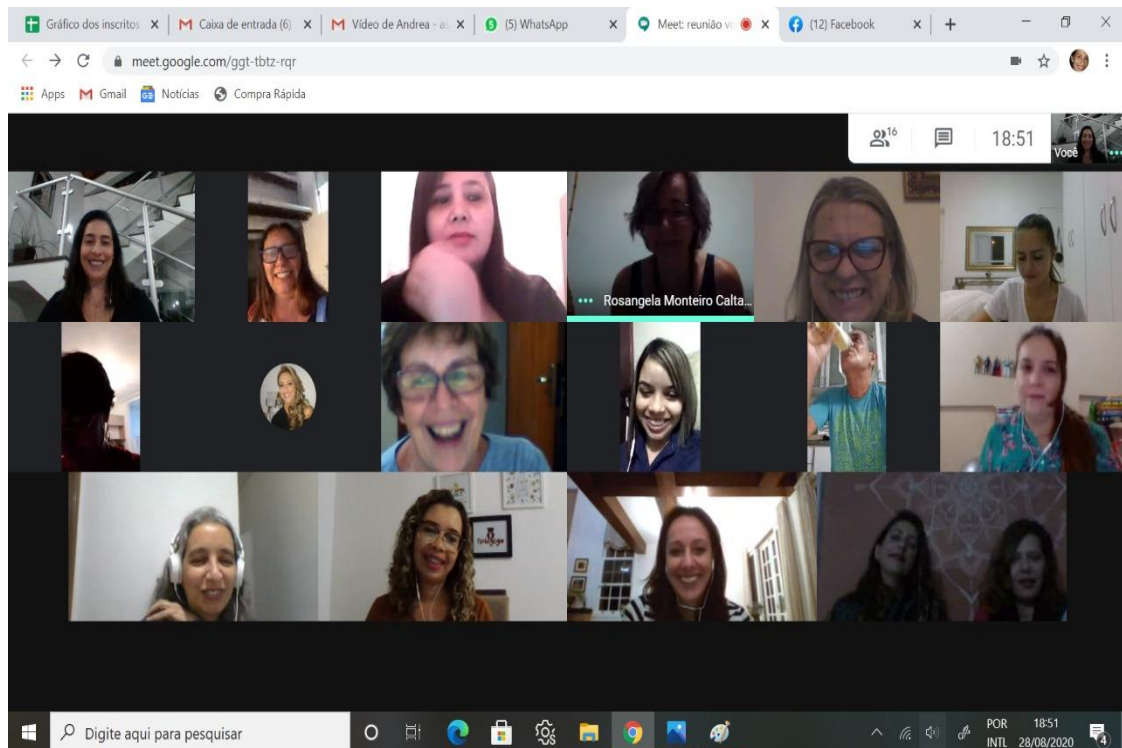 Gráfico dos inscritos
Caixa de entrada (6)
Vídeo de Andrea - a
(5) WhatsApp
Meet: reunião v
(12) Facebook
meet.google.com/ggt-tbtz-rqr
Apps
Gmail
Notícias
Compra Rápida
16
18:51
Você
Rosangela Monteiro Calta...
Digite aqui para pesquisar
POR
INTL
18:51
28/08/2020
4